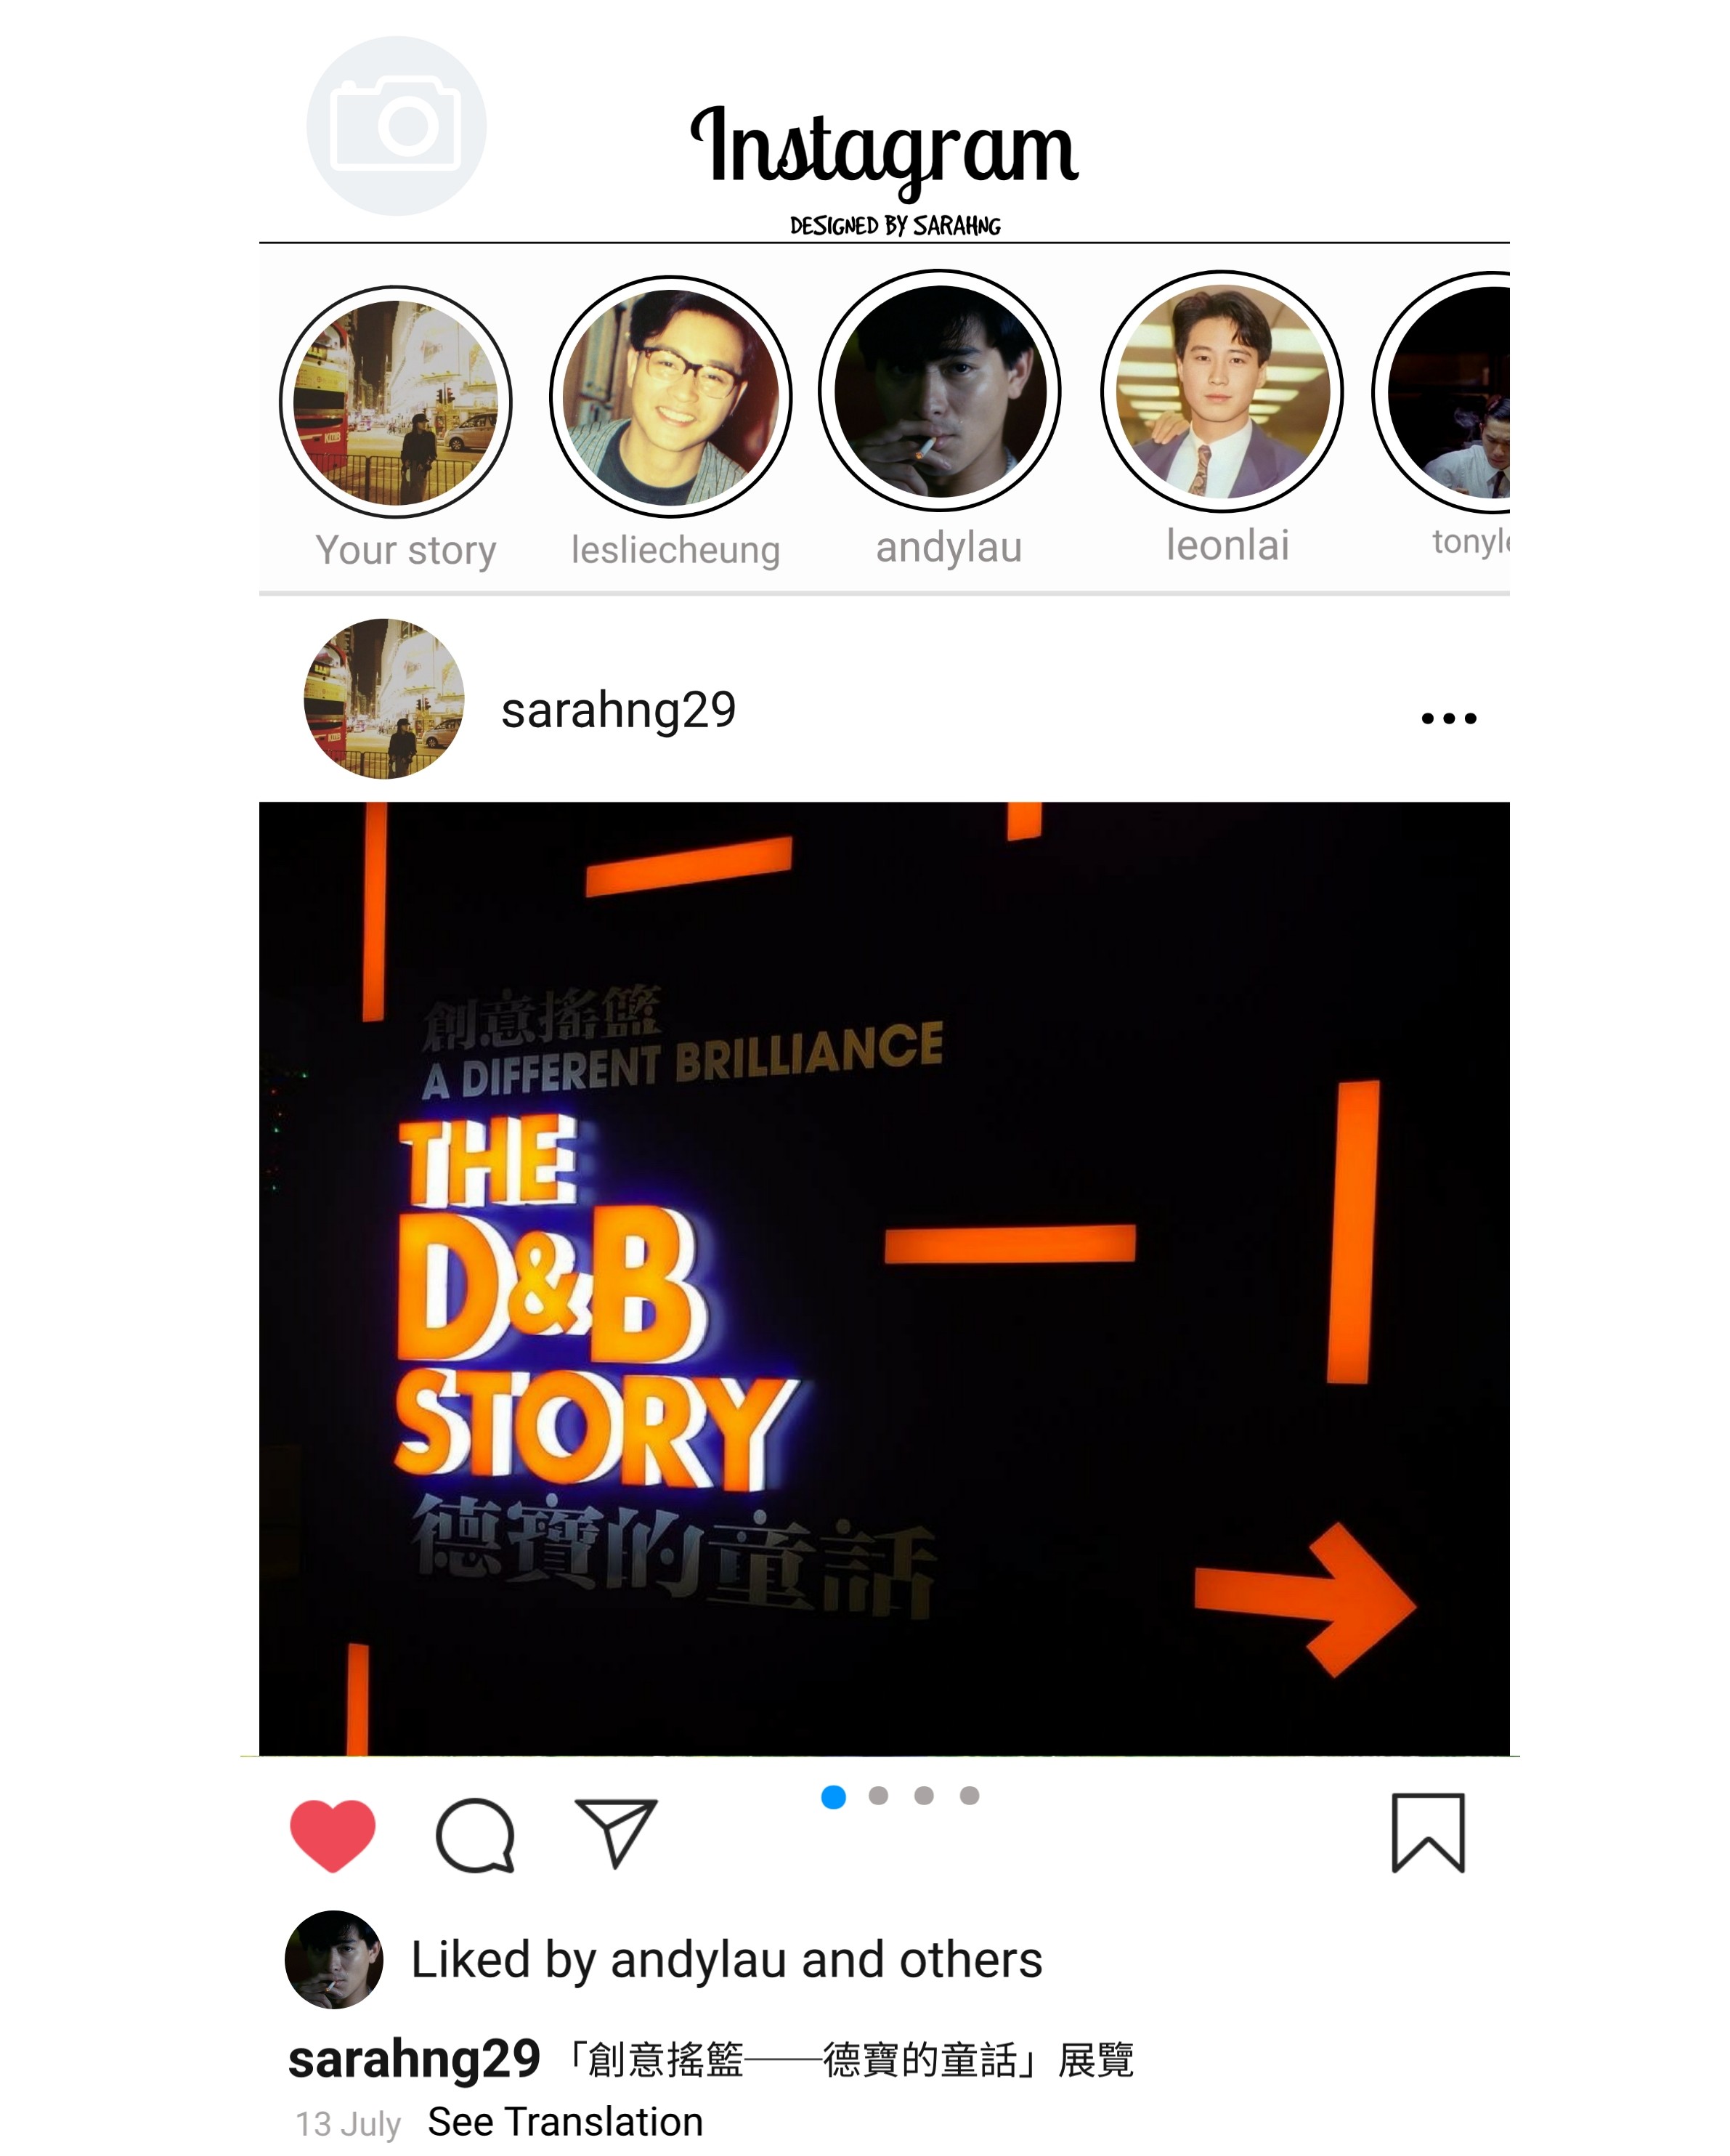 Instagram
DESIGNED BY SARAHNG
Your story
lesliecheung
andylau
leonlai
tonyl
sarahng29
創意搖籃
A DIFFERENT BRILLIANCE
THE
D&B
STORY
德寶的童話
Liked by andylau and others
sarahng29 「創意搖籃——德寶的童話」展覽
13 July See Translation